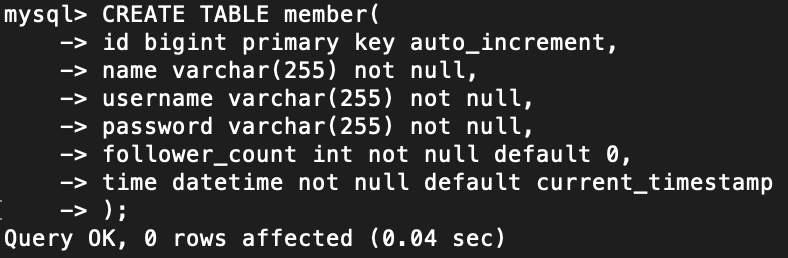 mysql> CREATE TABLE member(
    -> id bigint primary key auto_increment,
    -> name varchar(255) not null,
    -> username varchar(255) not null,
    -> password varchar(255) not null,
    -> follower_count int not null default 0,
    -> time datetime not null default current_timestamp
    -> );
Query OK, 0 rows affected (0.04 sec)